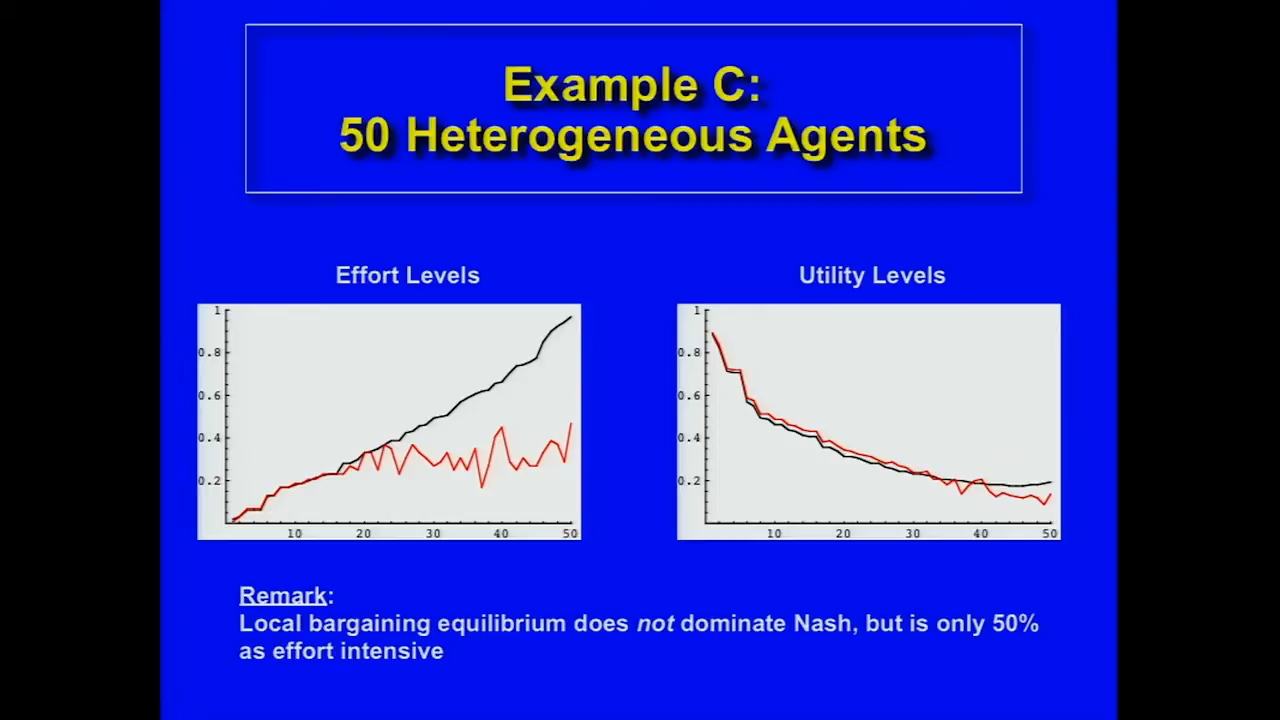 Example C:
50 Heterogeneous Agents
Effort Levels
Utility Levels
1
0.8
0.6
0.4
0.2
10 20 30 40 50
1
0.8
0.6
0.4
0.2
10 20 30 40 50
Remark:
Local bargaining equilibrium does not dominate Nash, but is only 50%
as effort intensive